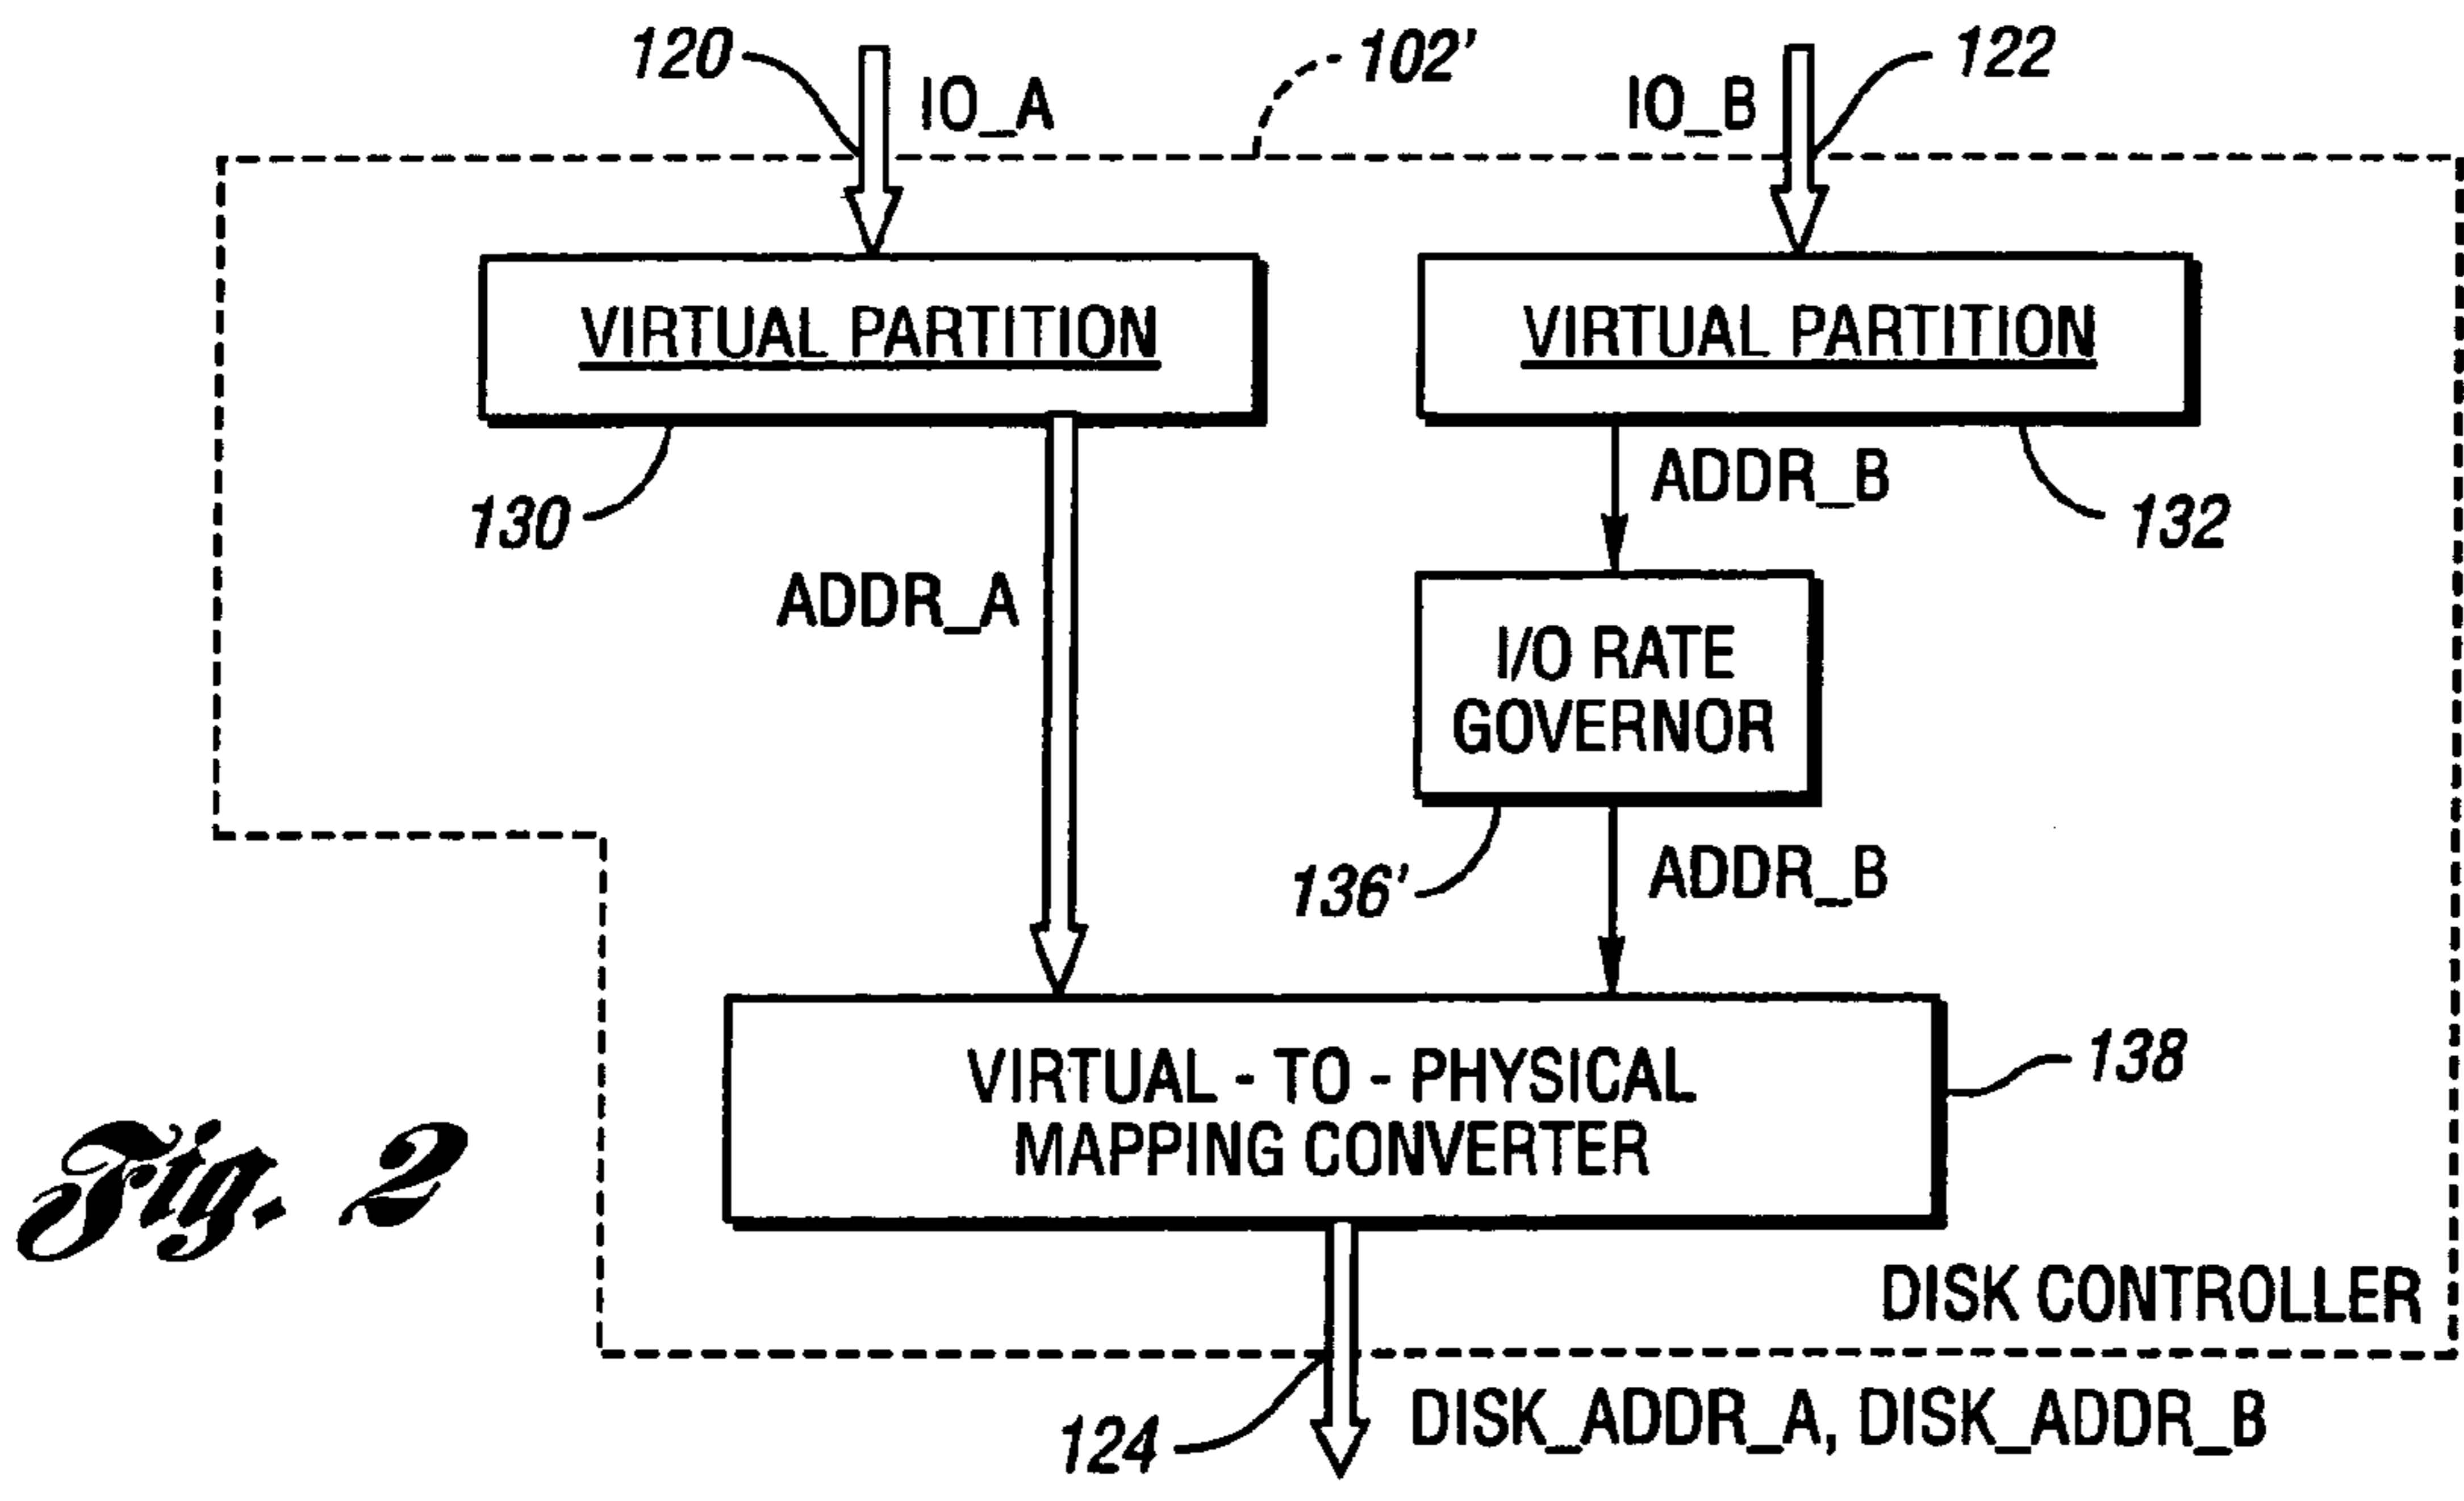 120
IO_A
102'
IO_B
122
VIRTUAL PARTITION
VIRTUAL PARTITION
130
ADDR_B
132
ADDR_A
I/O RATE
GOVERNOR
136'
ADDR_B
VIRTUAL - TO - PHYSICAL
MAPPING CONVERTER
138
Fig. 2
DISK CONTROLLER
124
DISK_ADDR_A, DISK_ADDR_B